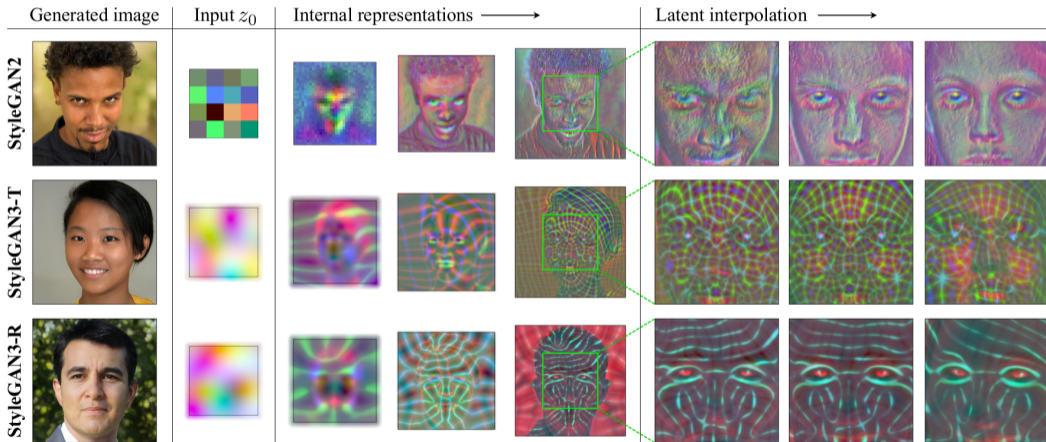 Generated image
Input z₀
Internal representations
Latent interpolation
StyleGAN2
StyleGAN3-T
StyleGAN3-R